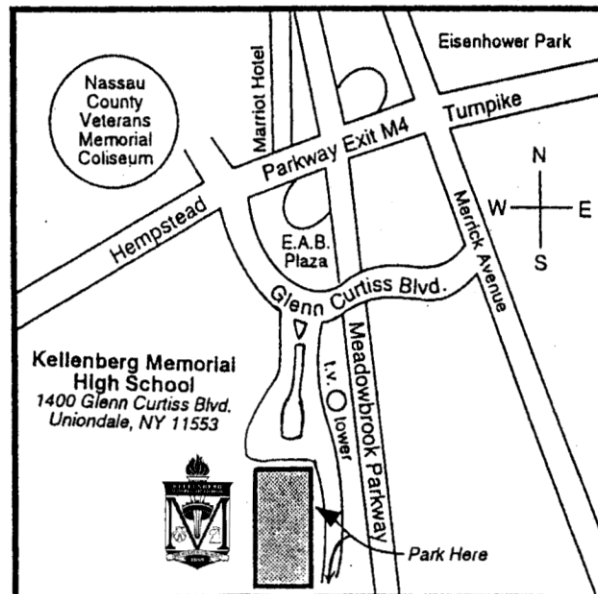 Eisenhower Park
Nassau
County
Veterans
Memorial
Coliseum
Marriot Hotel
Hempstead
Parkway Exit M4
Turnpike
N
W
E
S
Merrick Avenue
E.A.B.
Plaza
Glenn Curtiss Blvd.
Kellenberg Memorial
High School
1400 Glenn Curtiss Blvd.
Uniondale, NY 11553
t.v.
tower
Meadowbrook Parkway
Park Here